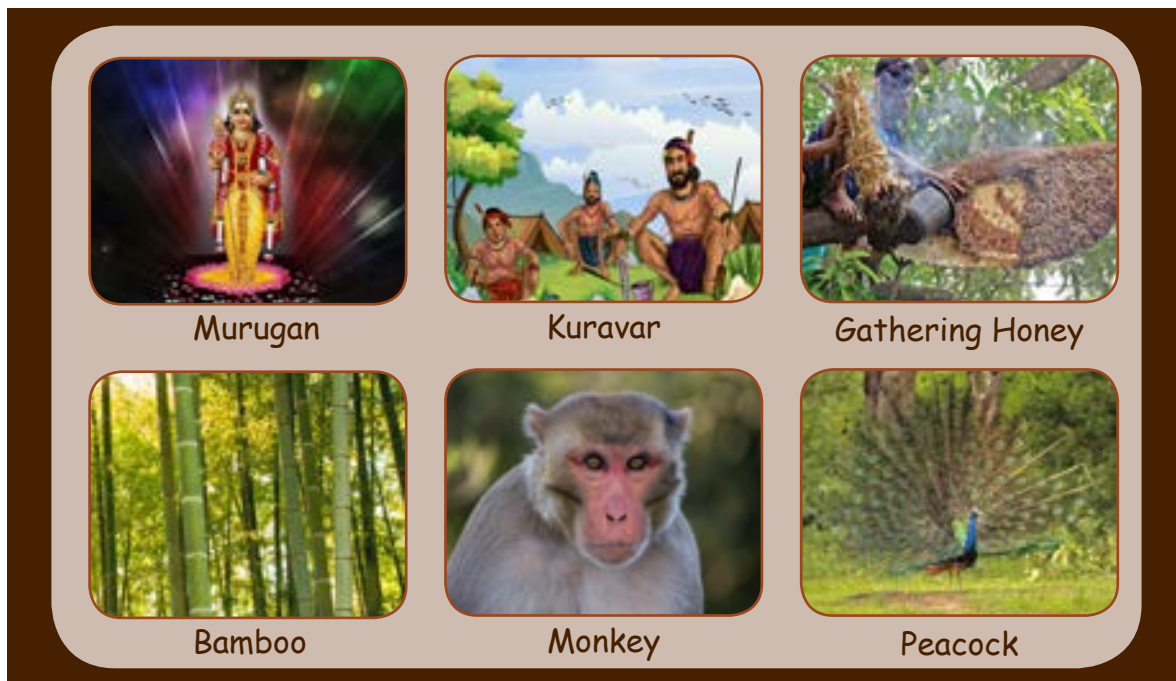 Murugan
Kuravar
Gathering Honey
Bamboo
Monkey
Peacock